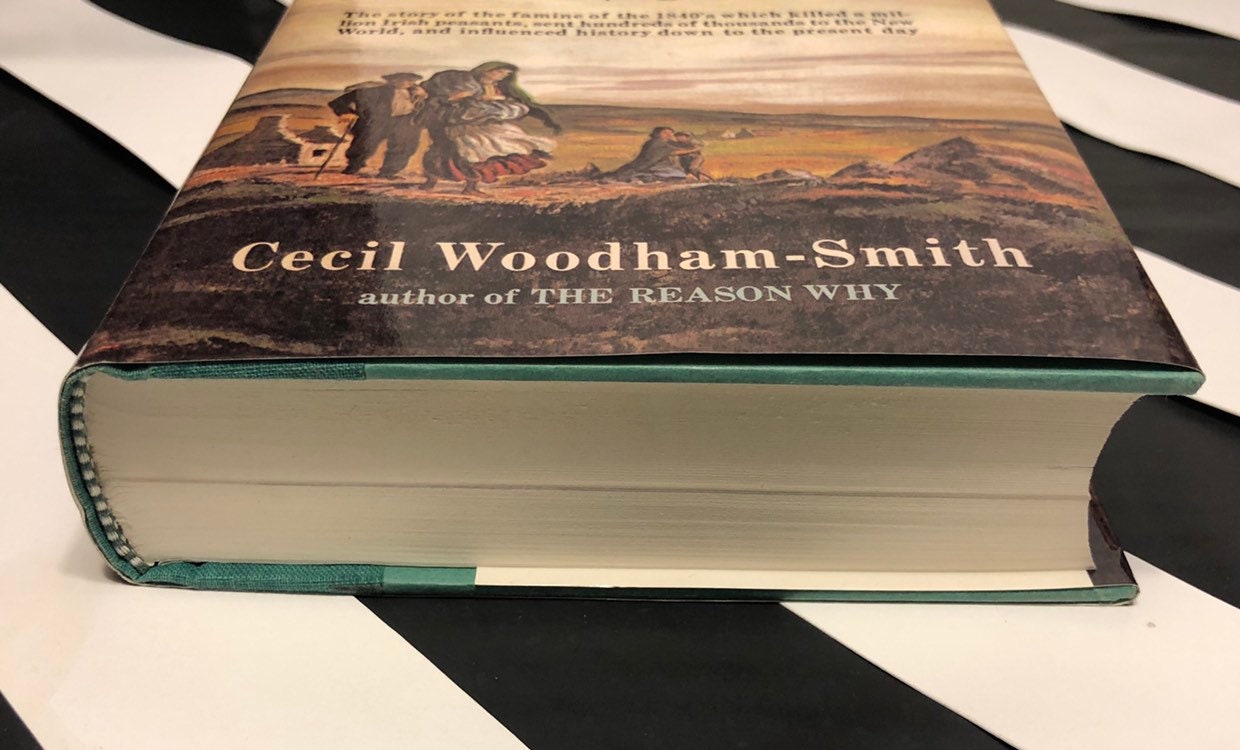 The story of the famine of the 1840's which killed a mil-
lion Irish peasants, sent hundreds of thousands to the New
World, and influenced history down to the present day
Cecil Woodham-Smith
author of THE REASON WHY